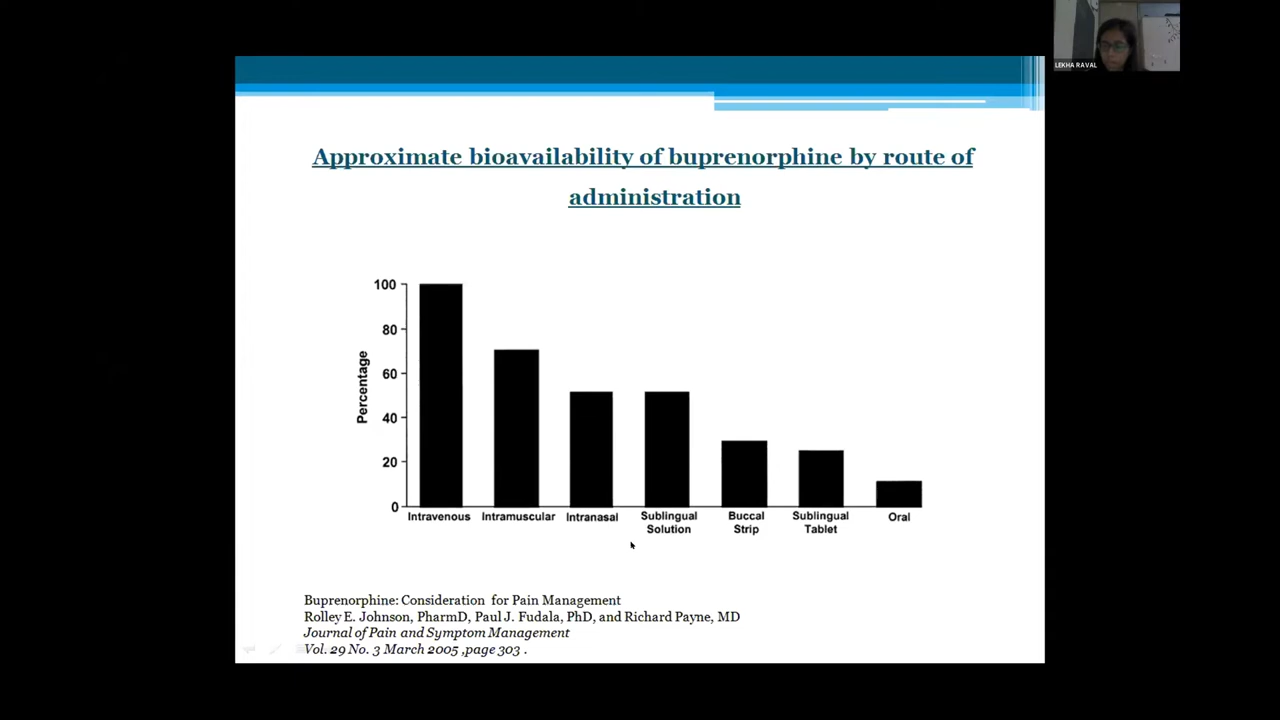 LEKHA RAVAL
Approximate bioavailability of buprenorphine by route of
administration
100
80
60
40
20
0
Percentage
Intravenous
Intramuscular
Intranasal
Sublingual
Solution
Buccal
Strip
Sublingual
Tablet
Oral
Buprenorphine: Consideration for Pain Management
Rolley E. Johnson, PharmD, Paul J. Fudala, PhD, and Richard Payne, MD
Journal of Pain and Symptom Management
Vol. 29 No. 3 March 2005 ,page 303 .